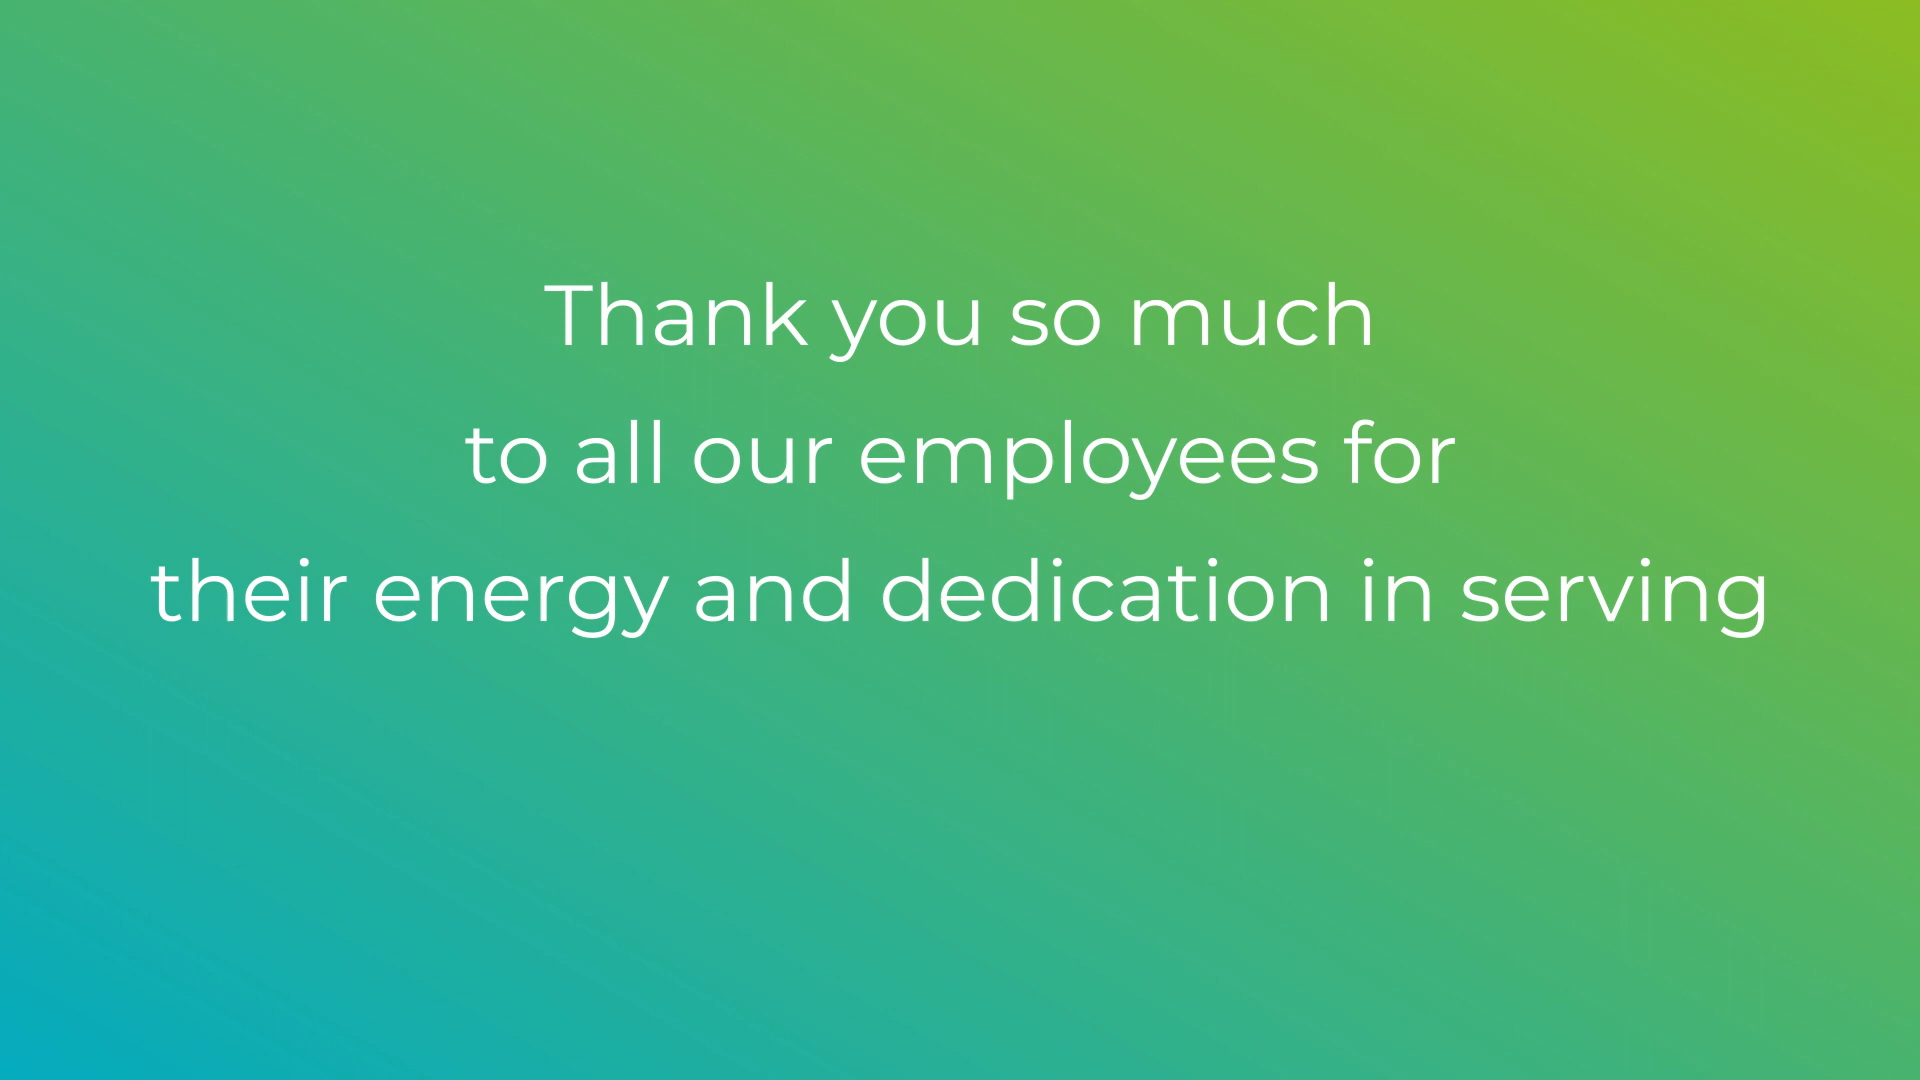 Thank you so much
to all our employees for
their energy and dedication in serving